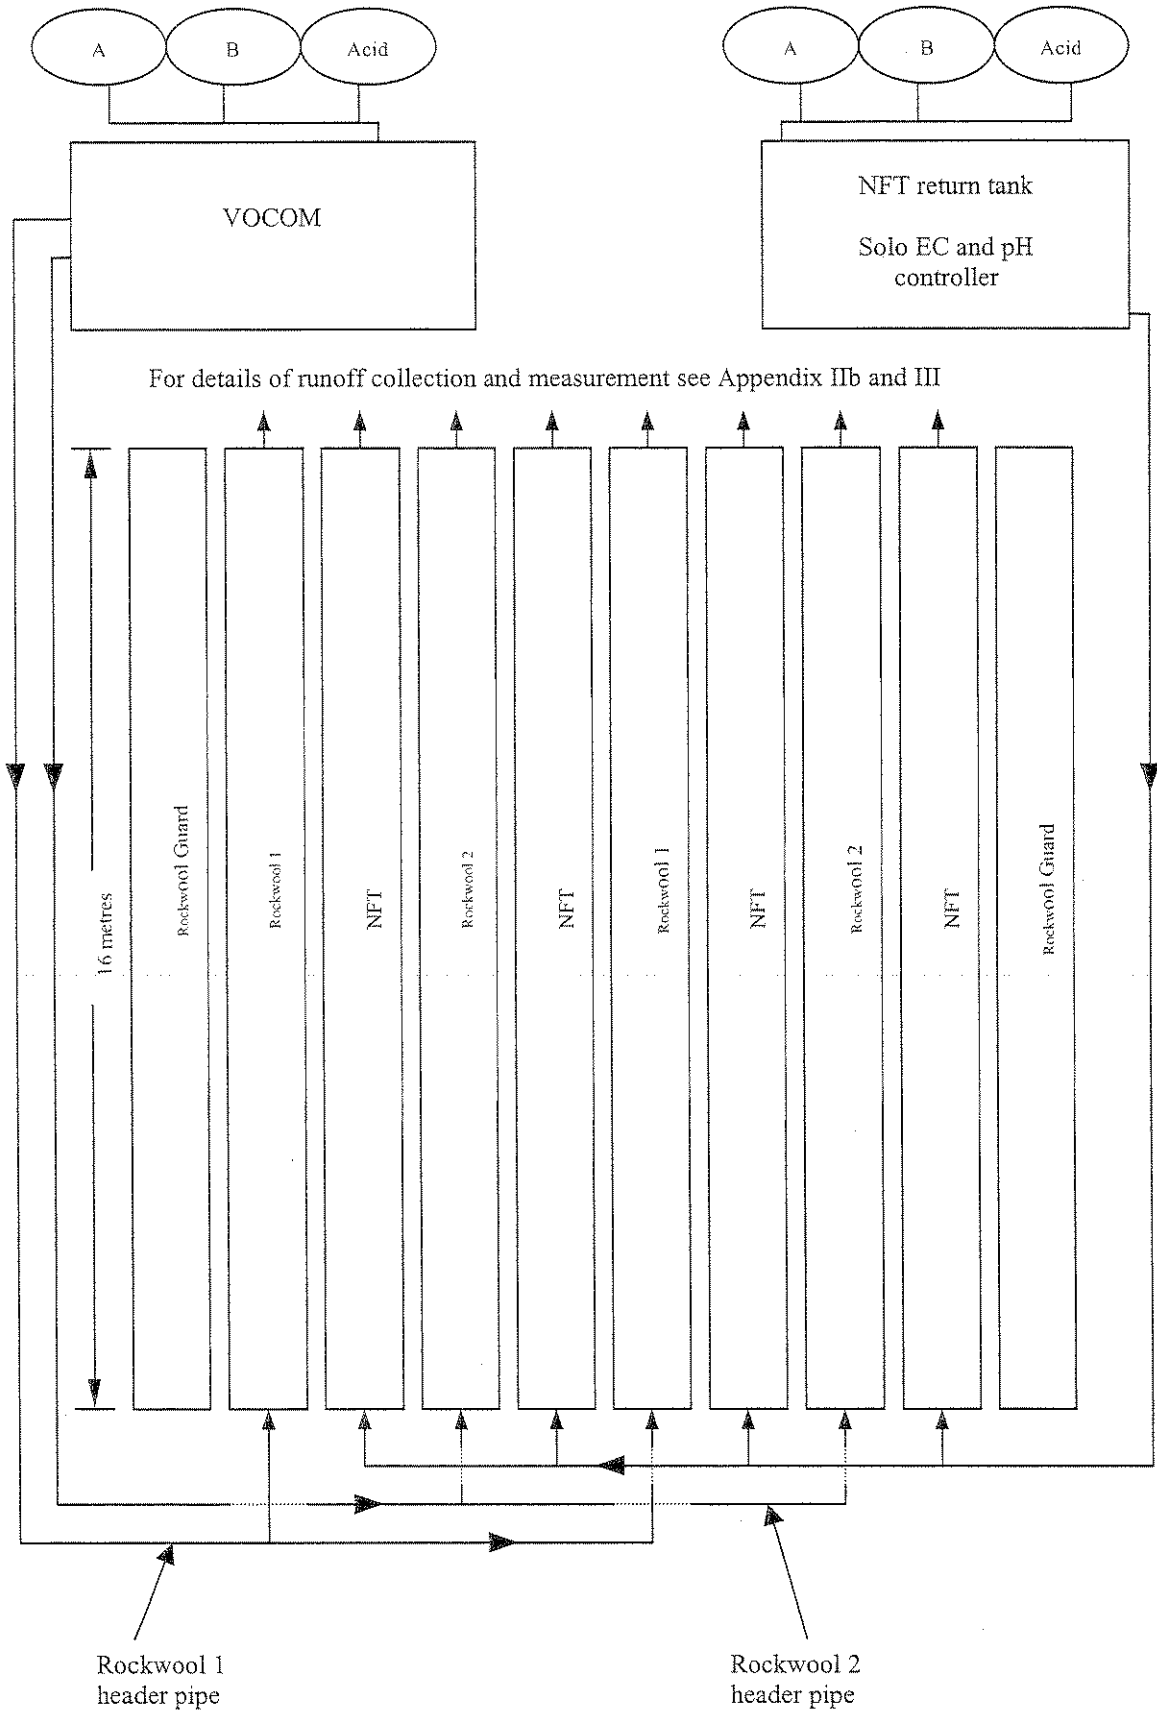 A
B
Acid
A
B
Acid
VOCOM
NFT return tank
Solo EC and pH
controller
For details of runoff collection and measurement see Appendix IIb and III
16 metres
Rockwool Guard
Rockwool 1
NFT
Rockwool 2
NFT
Rockwool 1
NFT
Rockwool 2
NFT
Rockwool Guard
Rockwool 1
header pipe
Rockwool 2
header pipe